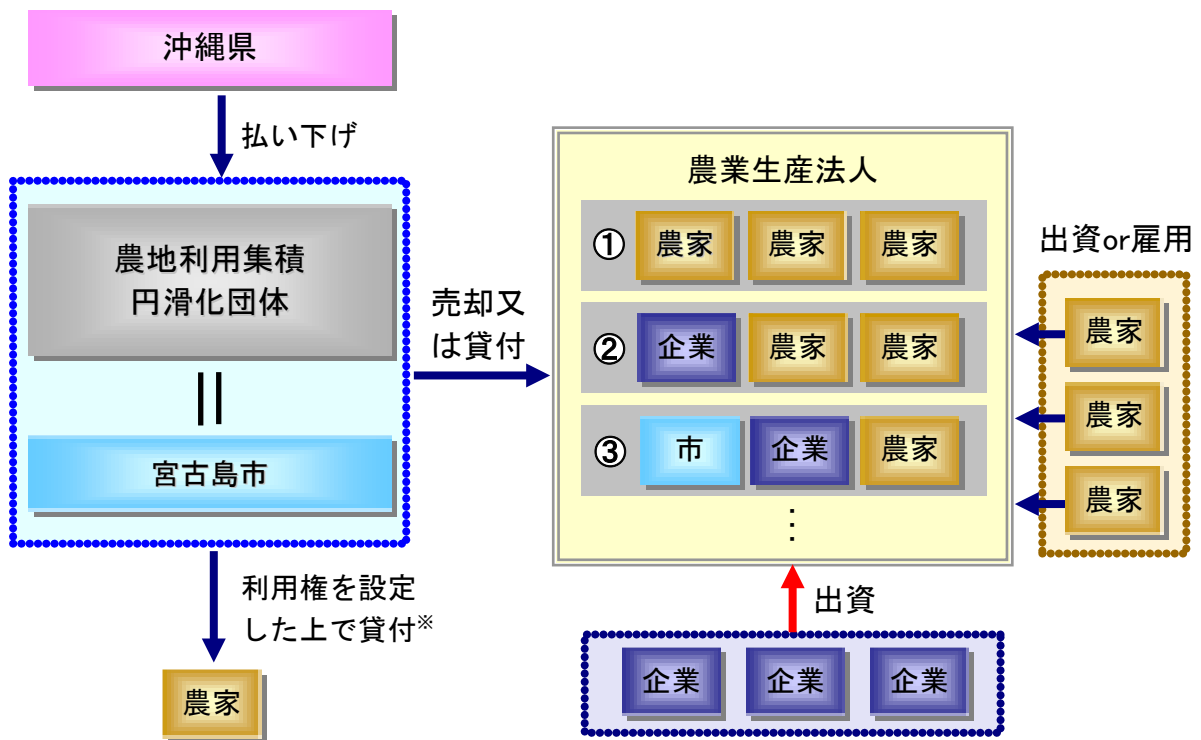 沖縄県
払い下げ
農地利用集積
円滑化団体
宮古島市
売却又
は貸付
利用権を設定
した上で貸付※
農家
農業生産法人
① 農家 農家 農家
② 企業 農家 農家
③ 市 企業 農家
⋮
出資or雇用
農家
農家
農家
出資
企業 企業 企業